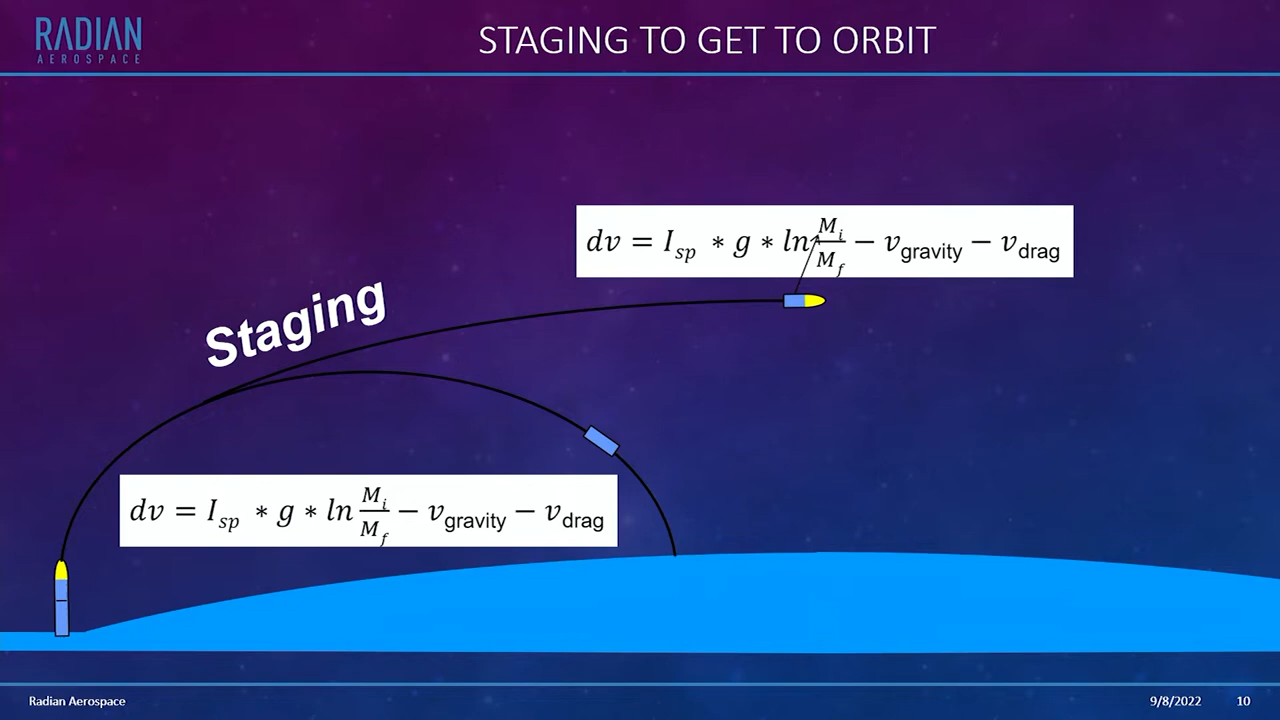 RADIAN
AEROSPACE
STAGING TO GET TO ORBIT
dv = I_sp * g * ln M_i/M_f − v_gravity − v_drag
Staging
dv = I_sp * g * ln M_i/M_f − v_gravity − v_drag
Radian Aerospace
9/8/2022
10